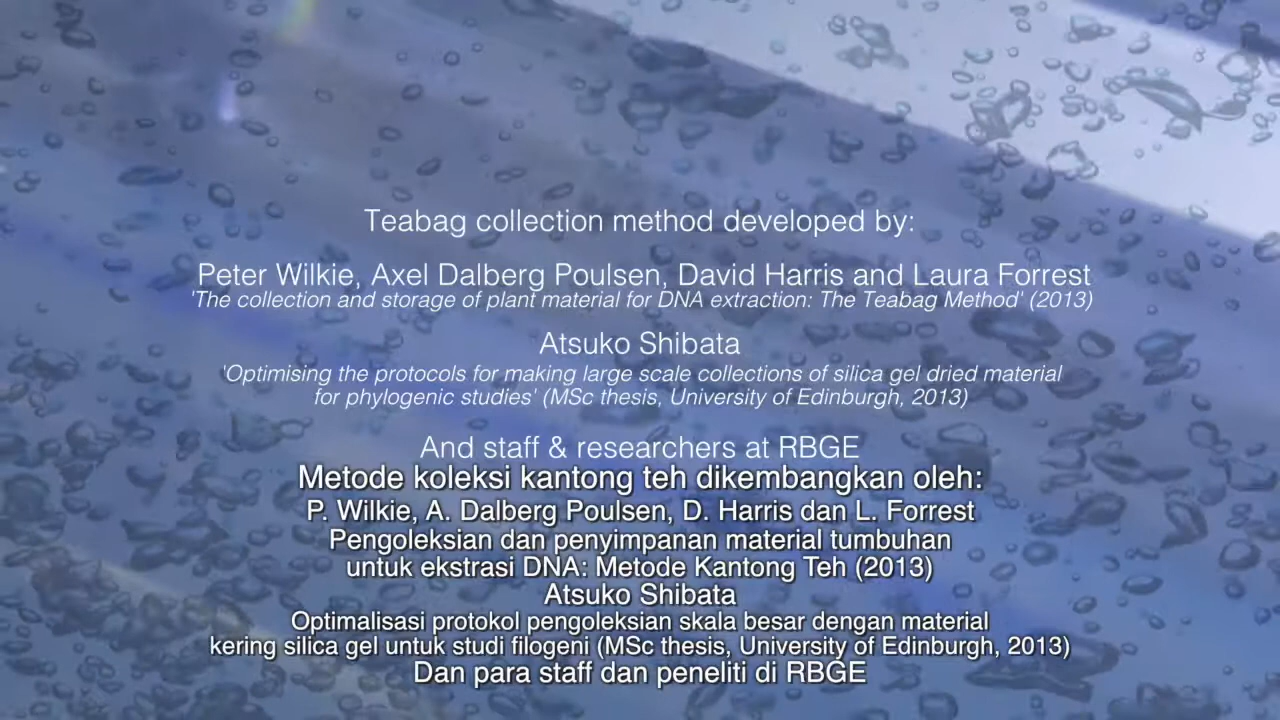 Teabag collection method developed by:
Peter Wilkie, Axel Dalberg Poulsen, David Harris and Laura Forrest
'The collection and storage of plant material for DNA extraction: The Teabag Method' (2013)
Atsuko Shibata
'Optimising the protocols for making large scale collections of silica gel dried material
for phylogenic studies' (MSc thesis, University of Edinburgh, 2013)
And staff & researchers at RBGE
Metode koleksi kantong teh dikembangkan oleh:
P. Wilkie, A. Dalberg Poulsen, D. Harris dan L. Forrest
Pengoleksian dan penyimpanan material tumbuhan
untuk ekstrasi DNA: Metode Kantong Teh (2013)
Atsuko Shibata
Optimalisasi protokol pengoleksian skala besar dengan material
kering silica gel untuk studi filogeni (MSc thesis, University of Edinburgh, 2013)
Dan para staff dan peneliti di RBGE